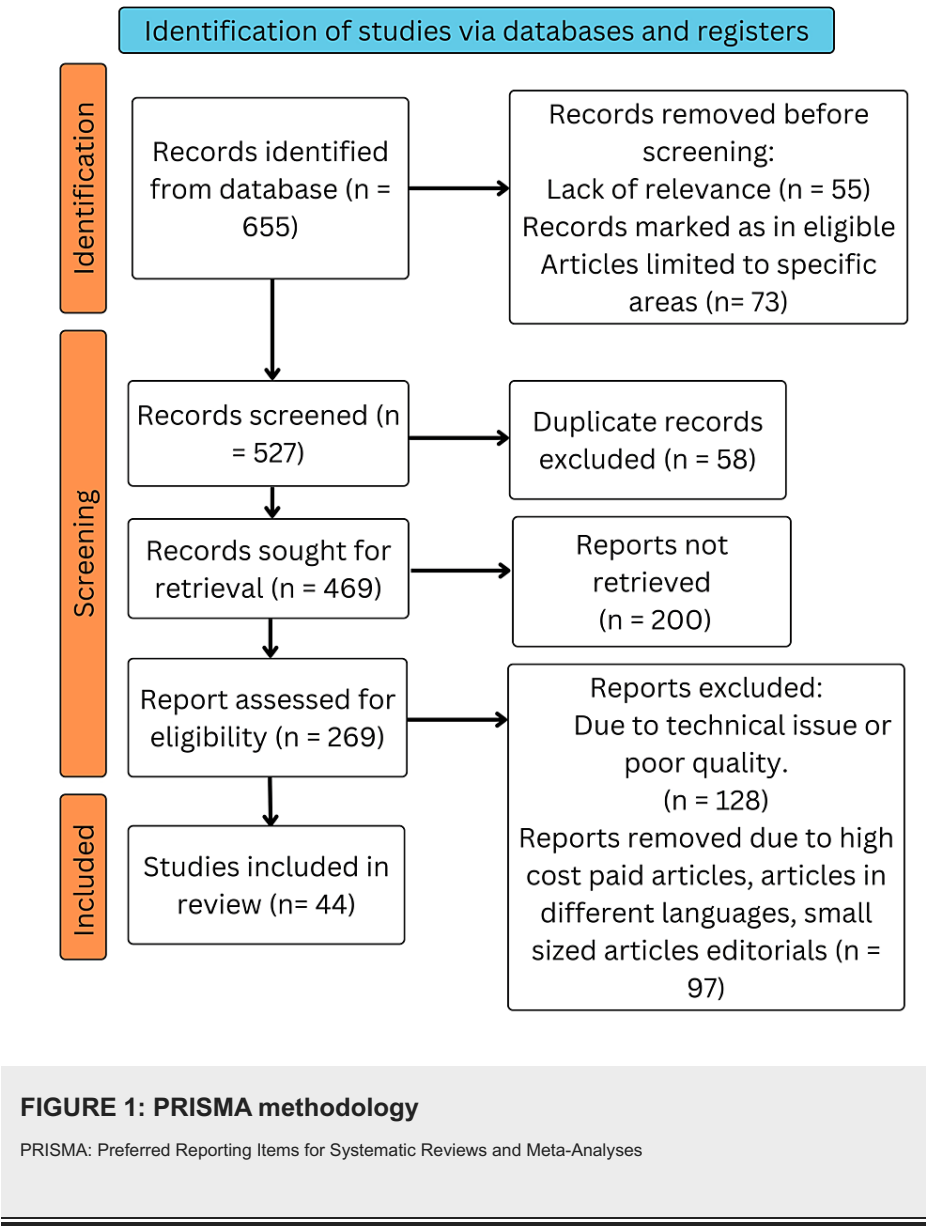 Identification of studies via databases and registers
Identification
Records identified
from database (n =
655)
Records removed before
screening:
Lack of relevance (n = 55)
Records marked as in eligible
Articles limited to specific
areas (n= 73)
Screening
Records screened (n
= 527)
Duplicate records
excluded (n = 58)
Records sought for
retrieval (n = 469)
Reports not
retrieved
(n = 200)
Report assessed for
eligibility (n = 269)
Reports excluded:
Due to technical issue or
poor quality.
(n = 128)
Reports removed due to high
cost paid articles, articles in
different languages, small
sized articles editorials (n =
97)
Included
Studies included in
review (n= 44)
FIGURE 1: PRISMA methodology
PRISMA: Preferred Reporting Items for Systematic Reviews and Meta-Analyses